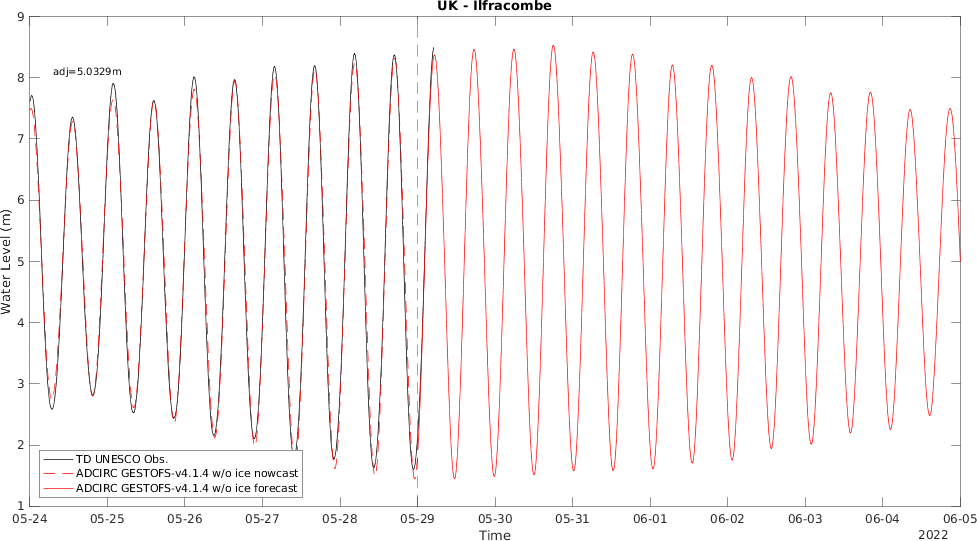 UK - Ilfracombe
9
8
7
6
5
4
3
2
1
Water Level (m)
adj=5.0329m
TD UNESCO Obs.
ADCIRC GESTOFS-v4.1.4 w/o ice nowcast
ADCIRC GESTOFS-v4.1.4 w/o ice forecast
05-24 05-25 05-26 05-27 05-28 05-29 05-30 05-31 06-01 06-02 06-03 06-04 06-05
Time
2022